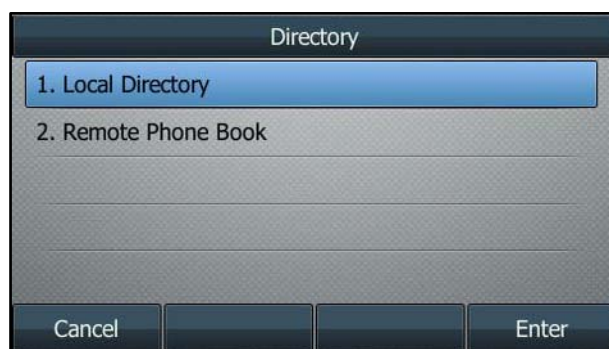 Directory
1. Local Directory
2. Remote Phone Book
Cancel Enter